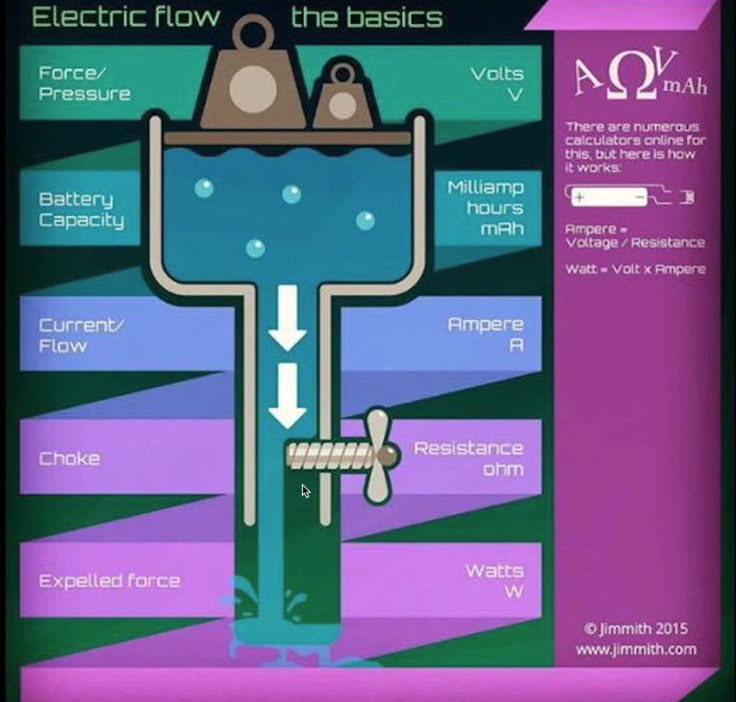 Electric flow the basics
Force/
Pressure
Volts
V
Battery
Capacity
Milliamp
hours
mAh
Current/
Flow
Ampere
A
Choke
Resistance
ohm
Expelled force
Watts
W
A Ω V mAh
There are numerous
calculators online for
this, but here is how
it works:
+ −
Ampere =
Voltage / Resistance
Watt = Volt x Ampere
© Jimmith 2015
www.jimmith.com